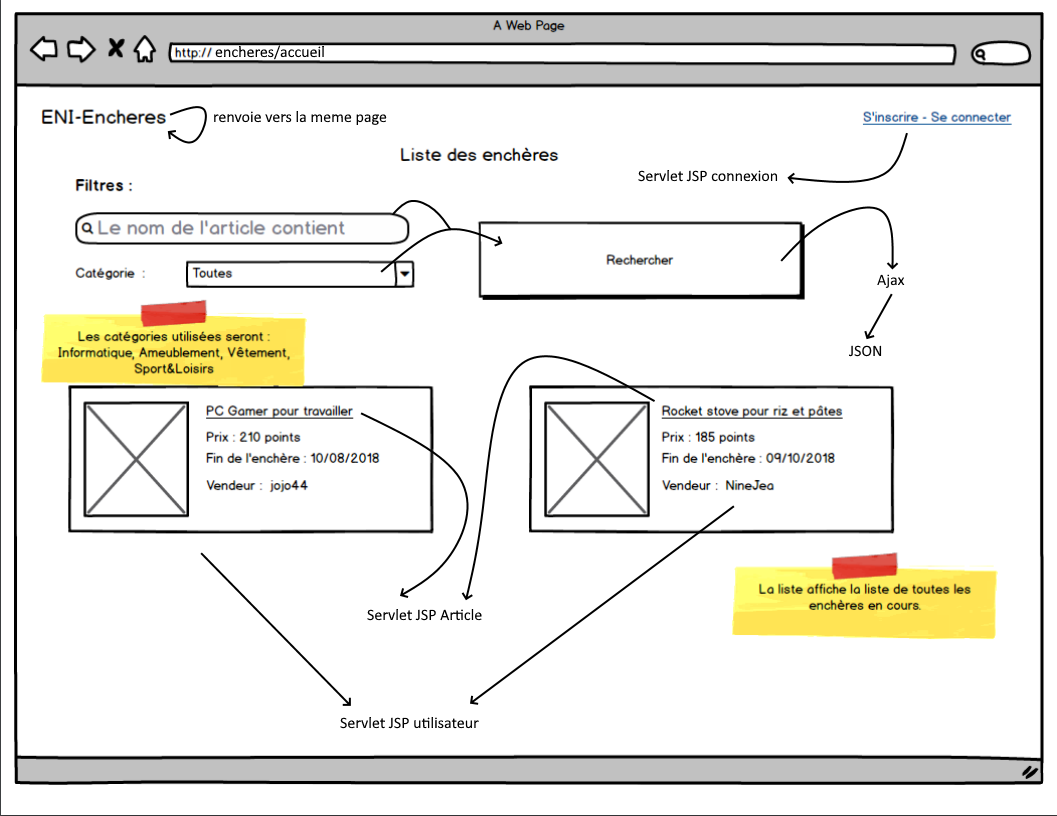 A Web Page
http:// encheres/accueil
ENI-Encheres
renvoie vers la meme page
S'inscrire - Se connecter
Liste des enchères
Servlet JSP connexion
Filtres :
Le nom de l'article contient
Rechercher
Catégorie :
Toutes
Ajax
JSON
Les catégories utilisées seront :
Informatique, Ameublement, Vêtement,
Sport&Loisirs
PC Gamer pour travailler
Prix : 210 points
Fin de l'enchère : 10/08/2018
Vendeur : jojo44
Rocket stove pour riz et pâtes
Prix : 185 points
Fin de l'enchère : 09/10/2018
Vendeur : NineJea
La liste affiche la liste de toutes les
enchères en cours.
Servlet JSP Article
Servlet JSP utilisateur